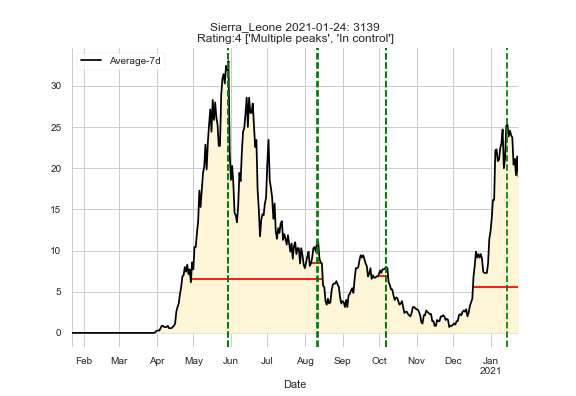 Sierra_Leone 2021-01-24: 3139
Rating:4 ['Multiple peaks', 'In control']
Average-7d
30
25
20
15
10
5
0
Feb Mar Apr May Jun Jul Aug Sep Oct Nov Dec Jan
2021
Date